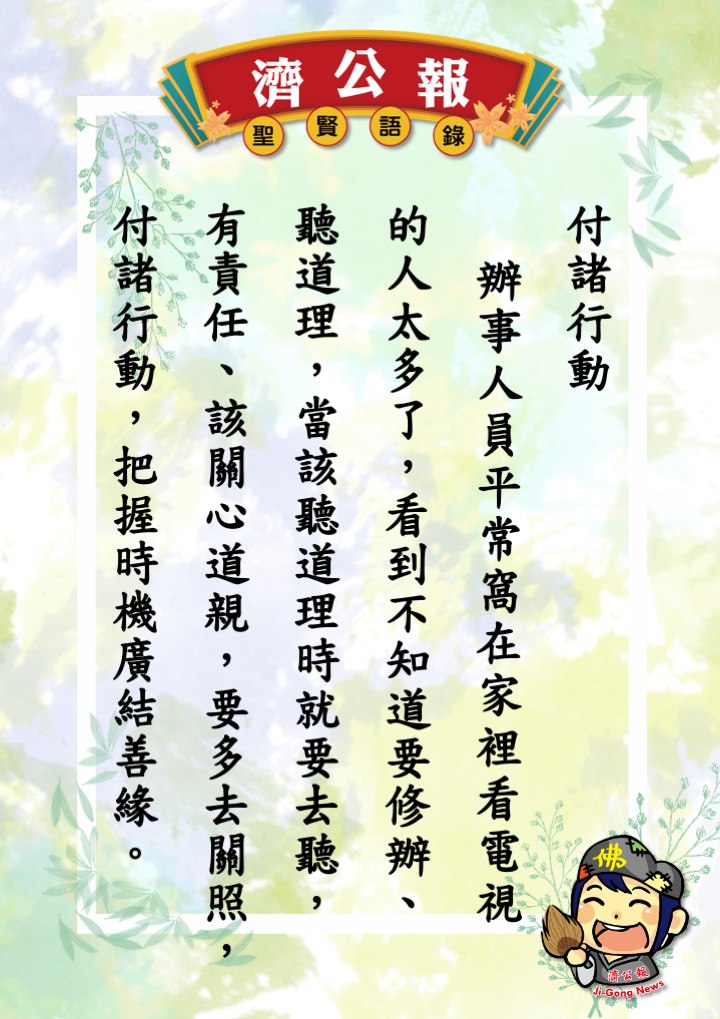 濟公報
聖賢語錄
付諸行動
辦事人員平常窩在家裡看電視
的人太多了，看到不知道要修辦、
聽道理，當該聽道理時就要去聽，
有責任、該關心道親，要多去關照，
付諸行動，把握時機廣結善緣。
佛
濟公報
Ji-Gong News